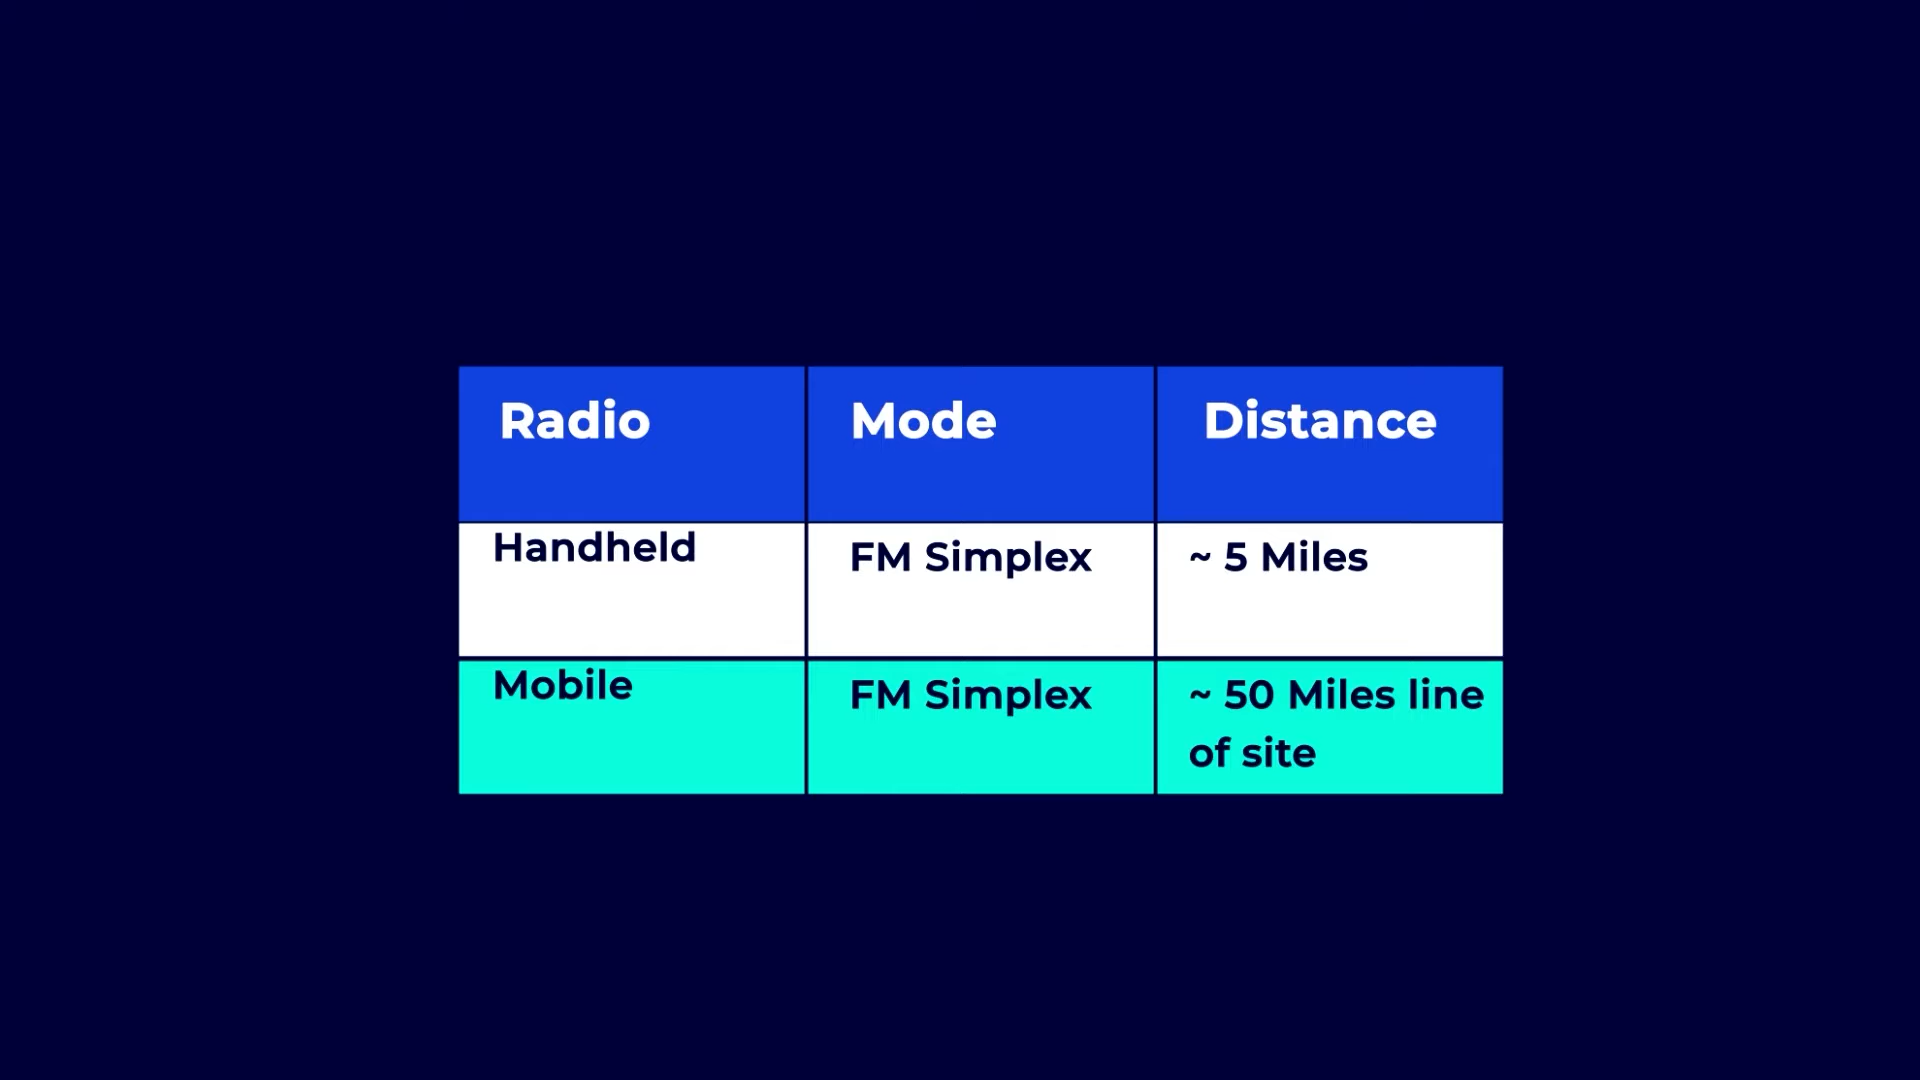 Radio Mode Distance
Handheld FM Simplex ~ 5 Miles
Mobile FM Simplex ~ 50 Miles line
of site